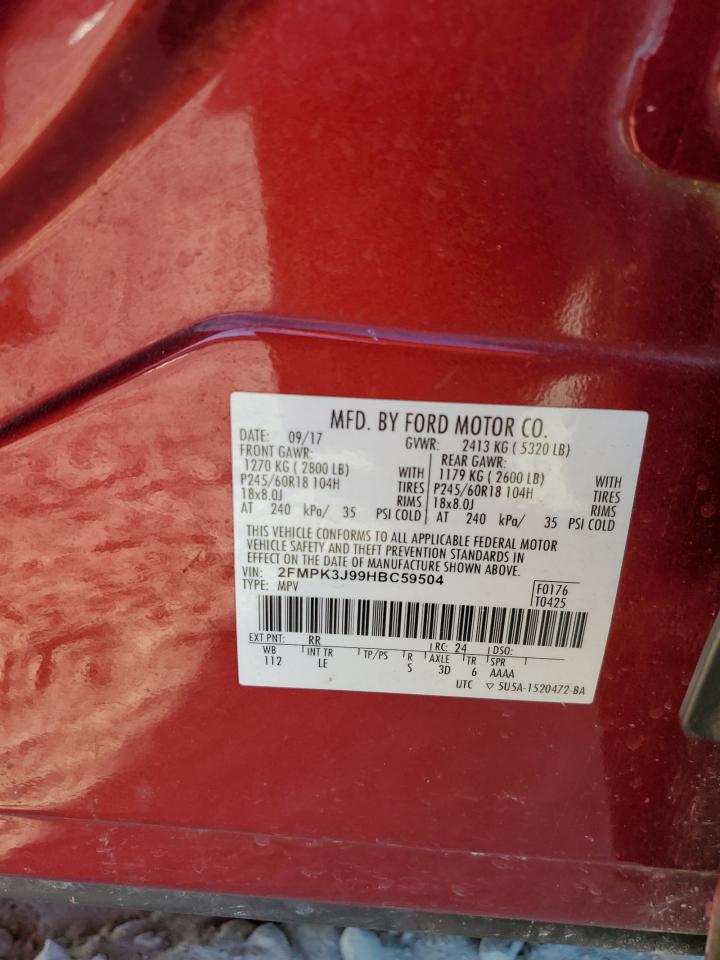 MFD. BY FORD MOTOR CO.
DATE: 09/17 GVWR: 2413 KG ( 5320 LB)
FRONT GAWR: REAR GAWR:
1270 KG ( 2800 LB) WITH 1179 KG ( 2600 LB) WITH
P245/60R18 104H TIRES P245/60R18 104H TIRES
18x8.0J RIMS 18x8.0J RIMS
AT 240 kPa/ 35 PSI COLD AT 240 kPa/ 35 PSI COLD
THIS VEHICLE CONFORMS TO ALL APPLICABLE FEDERAL MOTOR
VEHICLE SAFETY AND THEFT PREVENTION STANDARDS IN
EFFECT ON THE DATE OF MANUFACTURE SHOWN ABOVE.
VIN: 2FMPK3J99HBC59504
TYPE: MPV F0176
T0425
EXT PNT: RR RC: 24 DSO:
WB INT TR TP/PS R AXLE TR SPR
112 LE S 3D 6 AAAA
UTC ▽ 5U5A-1520472-BA